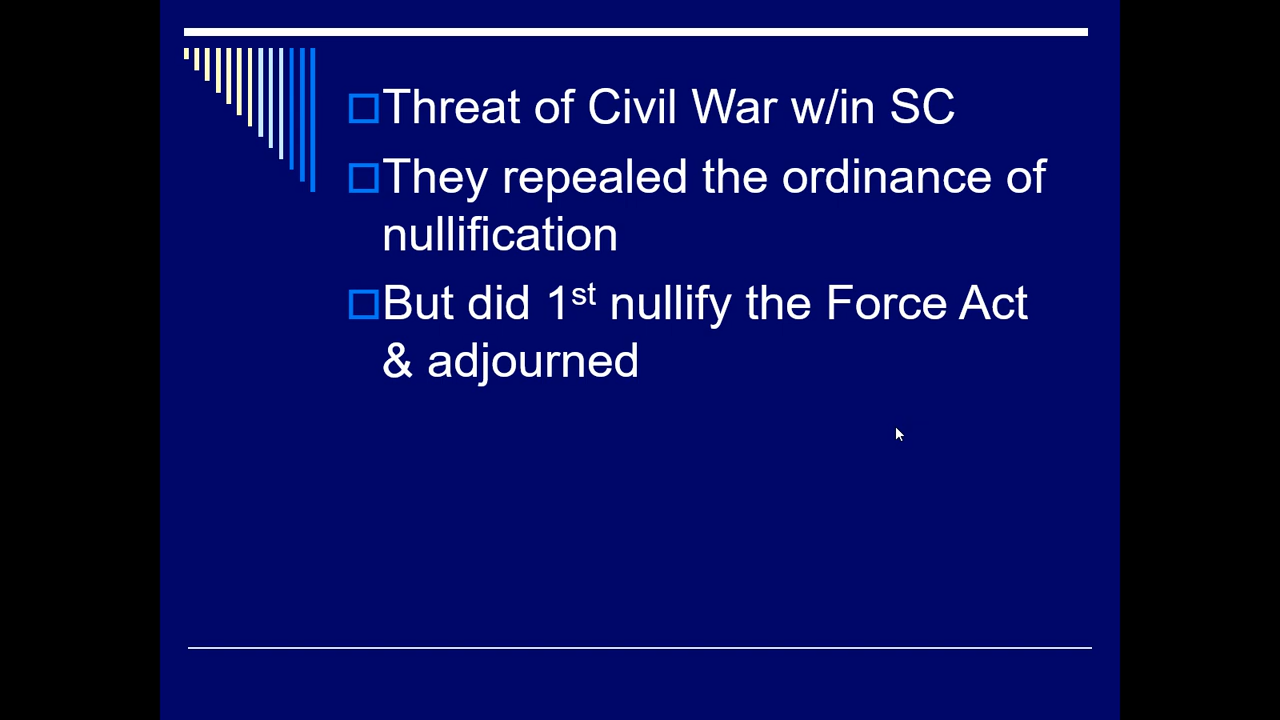 Threat of Civil War w/in SC
They repealed the ordinance of
nullification
But did 1st nullify the Force Act
& adjourned